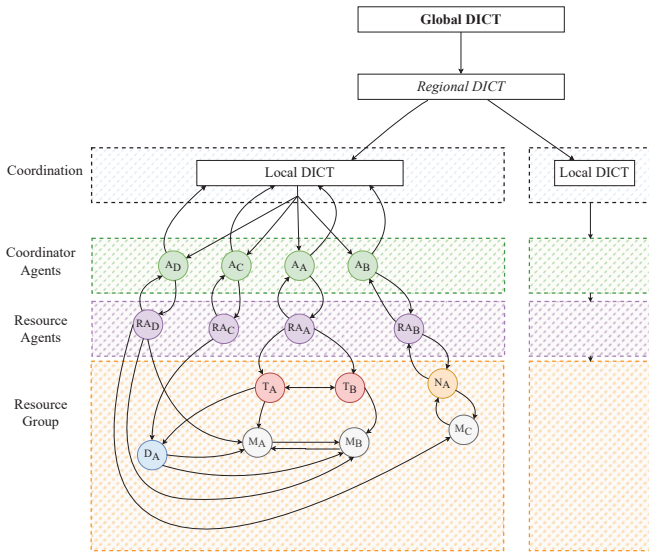 Global DICT
Regional DICT
Coordination
Local DICT
Local DICT
Coordinator
Agents
A_D
A_C
A_A
A_B
Resource
Agents
RA_D
RA_C
RA_A
RA_B
Resource
Group
T_A
T_B
N_A
D_A
M_A
M_B
M_C